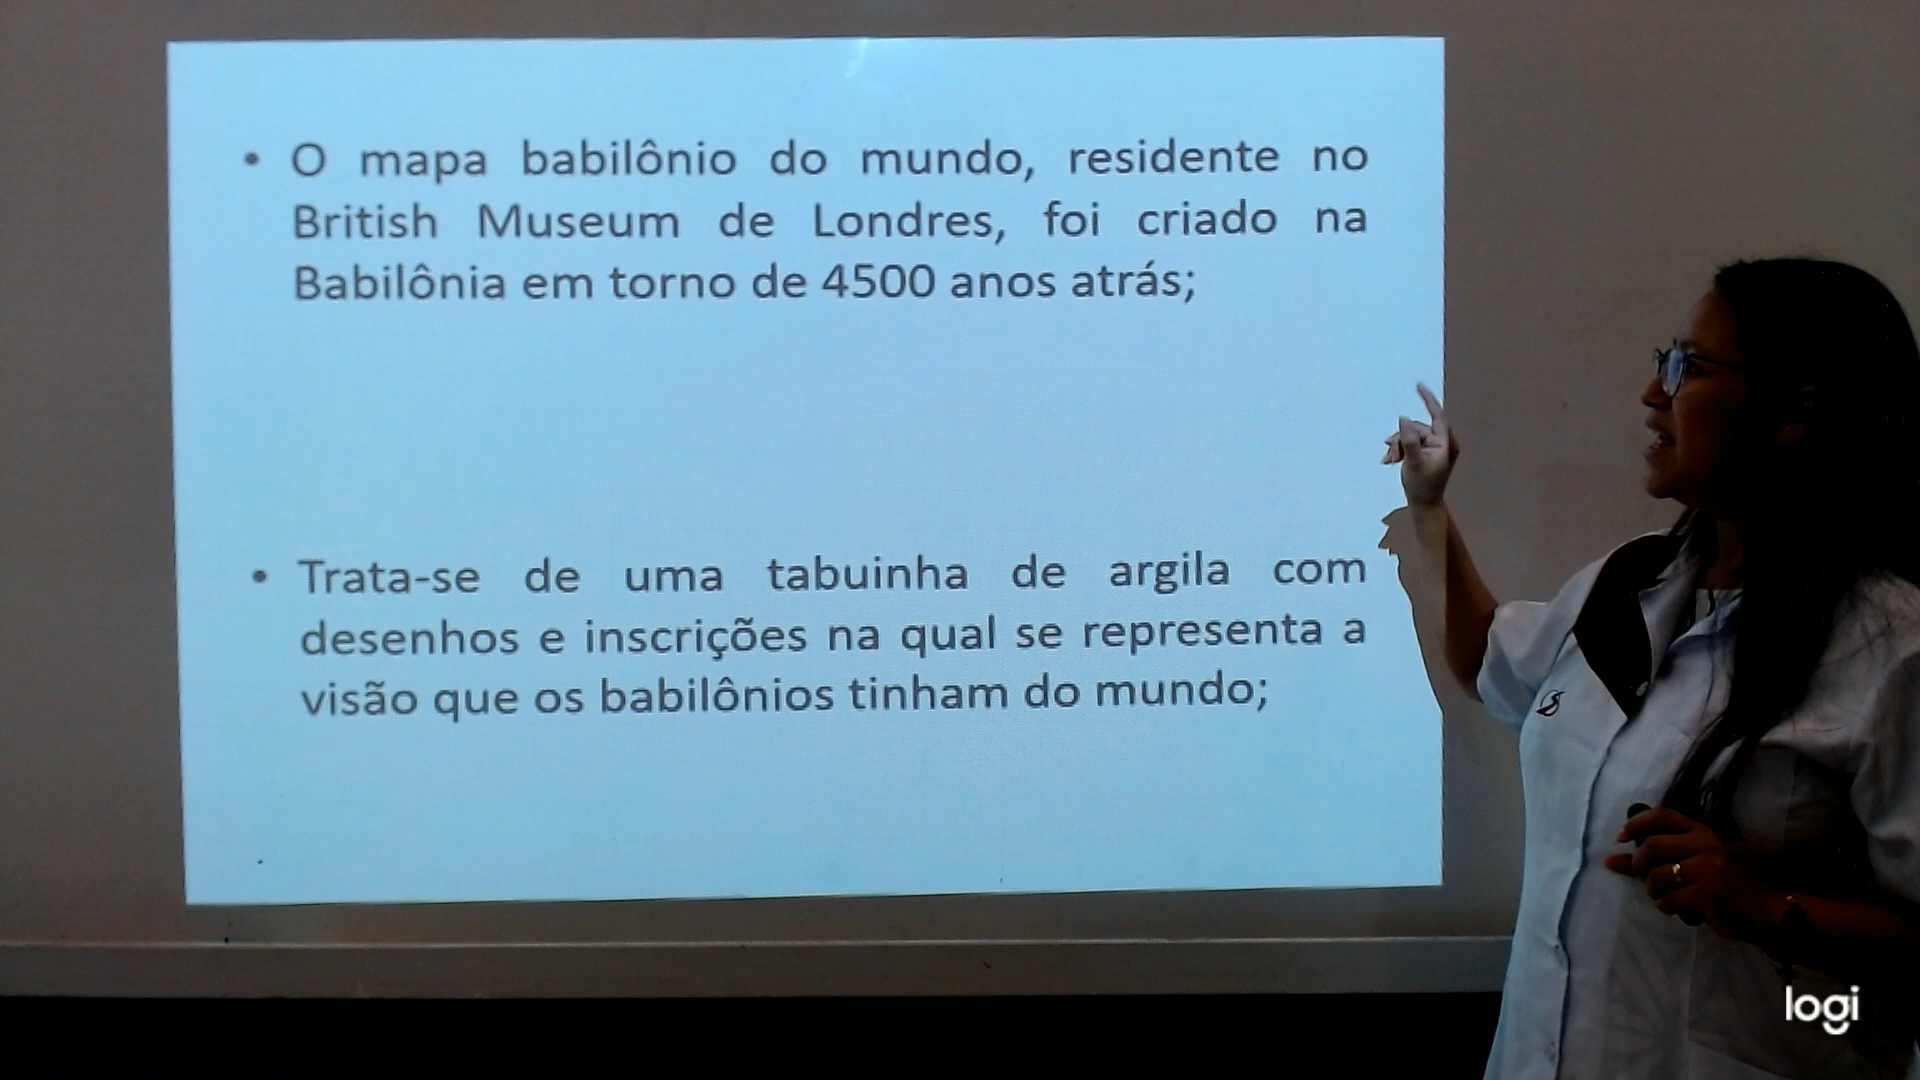 • O mapa babilônio do mundo, residente no
British Museum de Londres, foi criado na
Babilônia em torno de 4500 anos atrás;
• Trata-se de uma tabuinha de argila com
desenhos e inscrições na qual se representa a
visão que os babilônios tinham do mundo;
logi